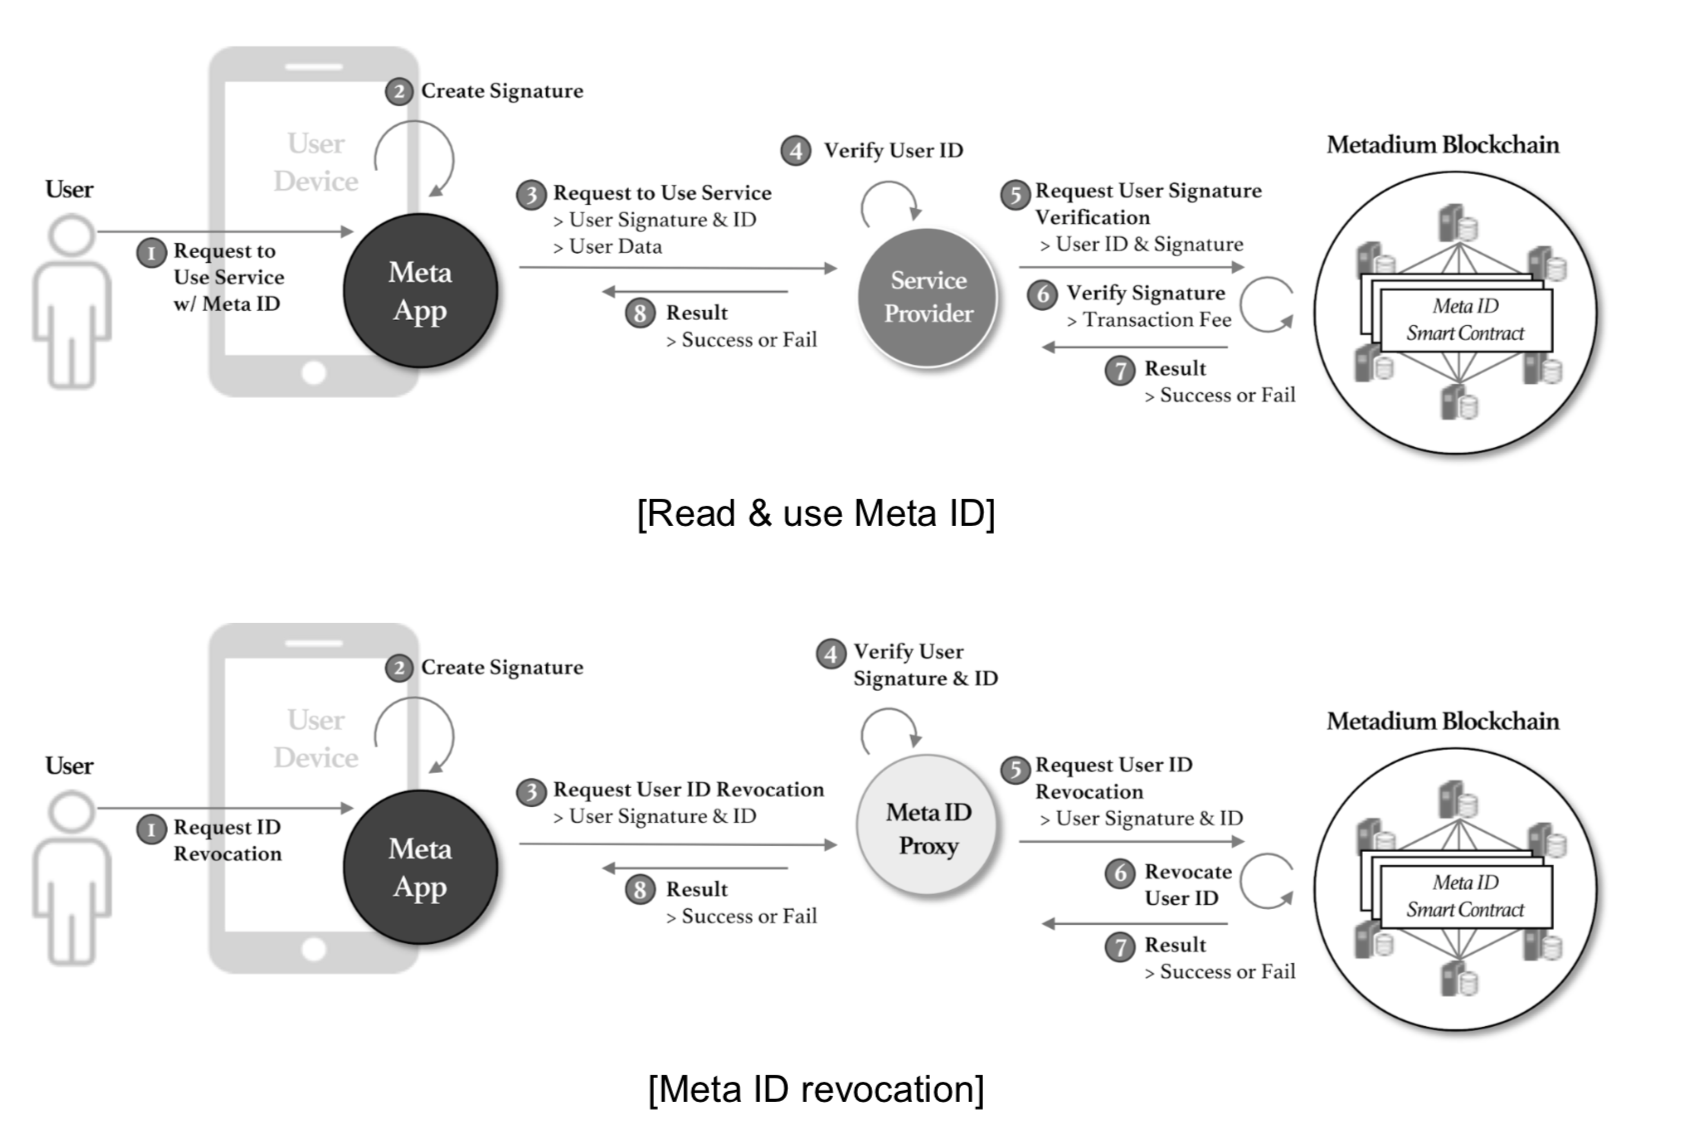 2 Create Signature
User
Device
User
1 Request to
Use Service
w/ Meta ID
Meta
App
3 Request to Use Service
> User Signature & ID
> User Data
8 Result
> Success or Fail
4 Verify User ID
Service
Provider
5 Request User Signature
Verification
> User ID & Signature
6 Verify Signature
> Transaction Fee
7 Result
> Success or Fail
Metadium Blockchain
Meta ID
Smart Contract
[Read & use Meta ID]
2 Create Signature
User
Device
User
1 Request ID
Revocation
Meta
App
3 Request User ID Revocation
> User Signature & ID
8 Result
> Success or Fail
4 Verify User
Signature & ID
Meta ID
Proxy
5 Request User ID
Revocation
> User Signature & ID
6 Revocate
User ID
7 Result
> Success or Fail
Metadium Blockchain
Meta ID
Smart Contract
[Meta ID revocation]